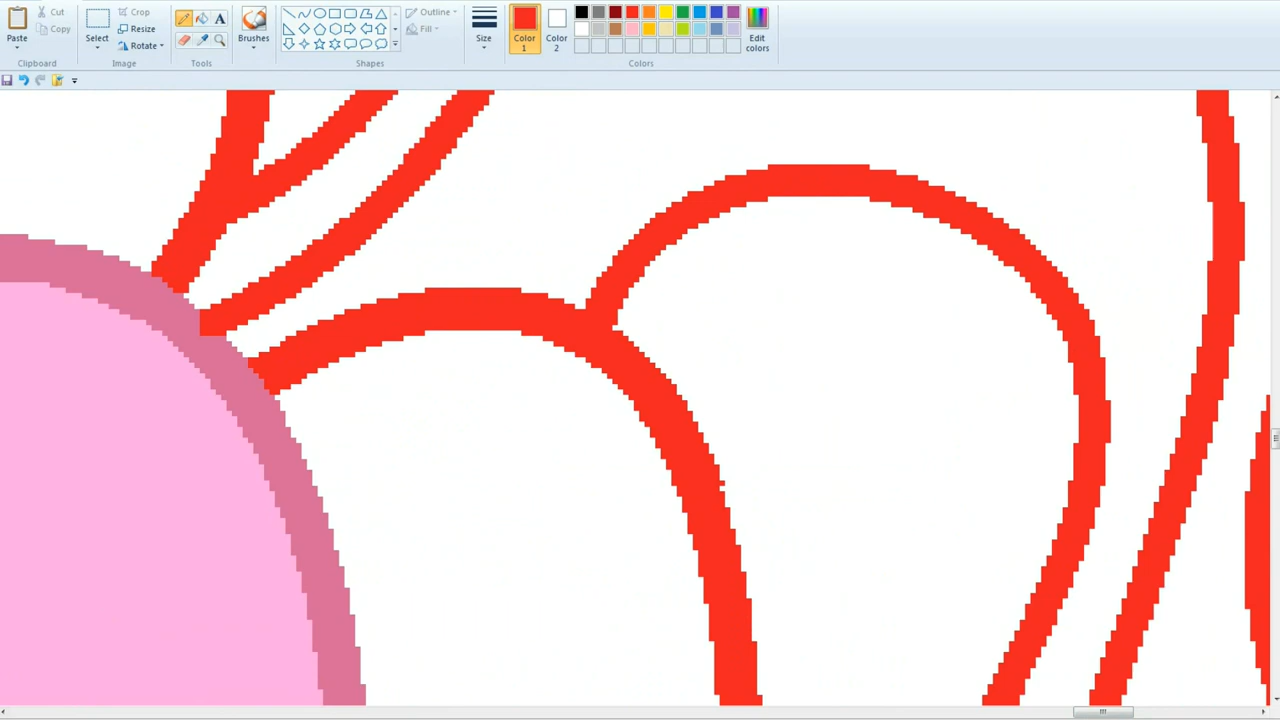 Paste
Cut
Copy
Clipboard
Select
Crop
Resize
Rotate
Image
A
Tools
Brushes
Shapes
Outline
Fill
Size
Color 1
Color 2
Edit colors
Colors